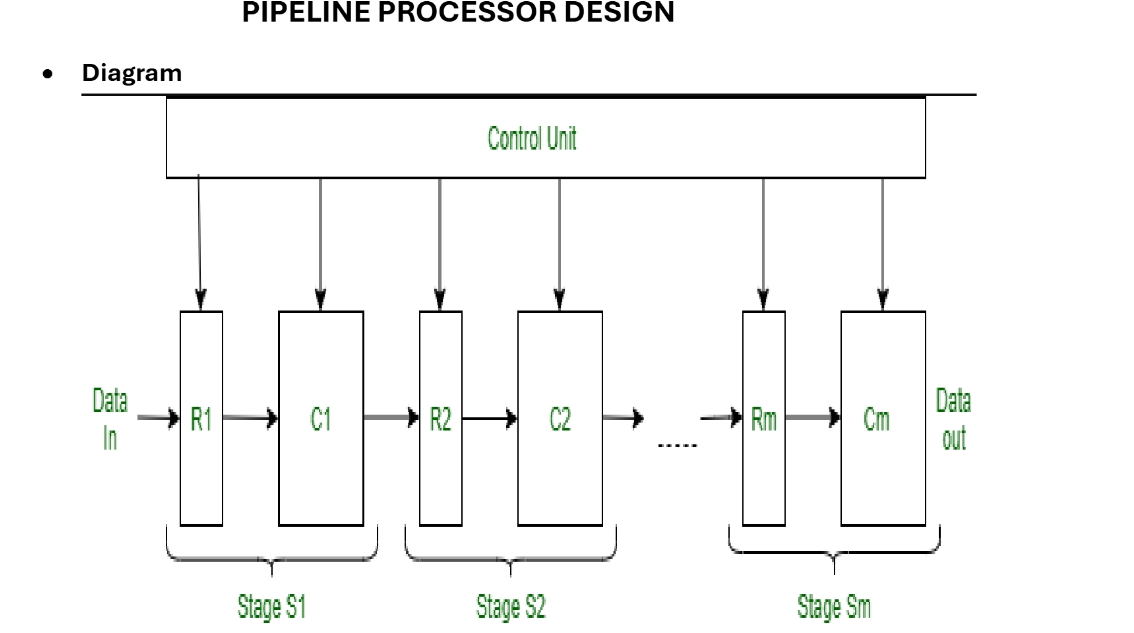 PIPELINE PROCESSOR DESIGN
• Diagram
Control Unit
Data
In
R1
C1
R2
C2
.....
Rm
Cm
Data
out
Stage S1
Stage S2
Stage Sm